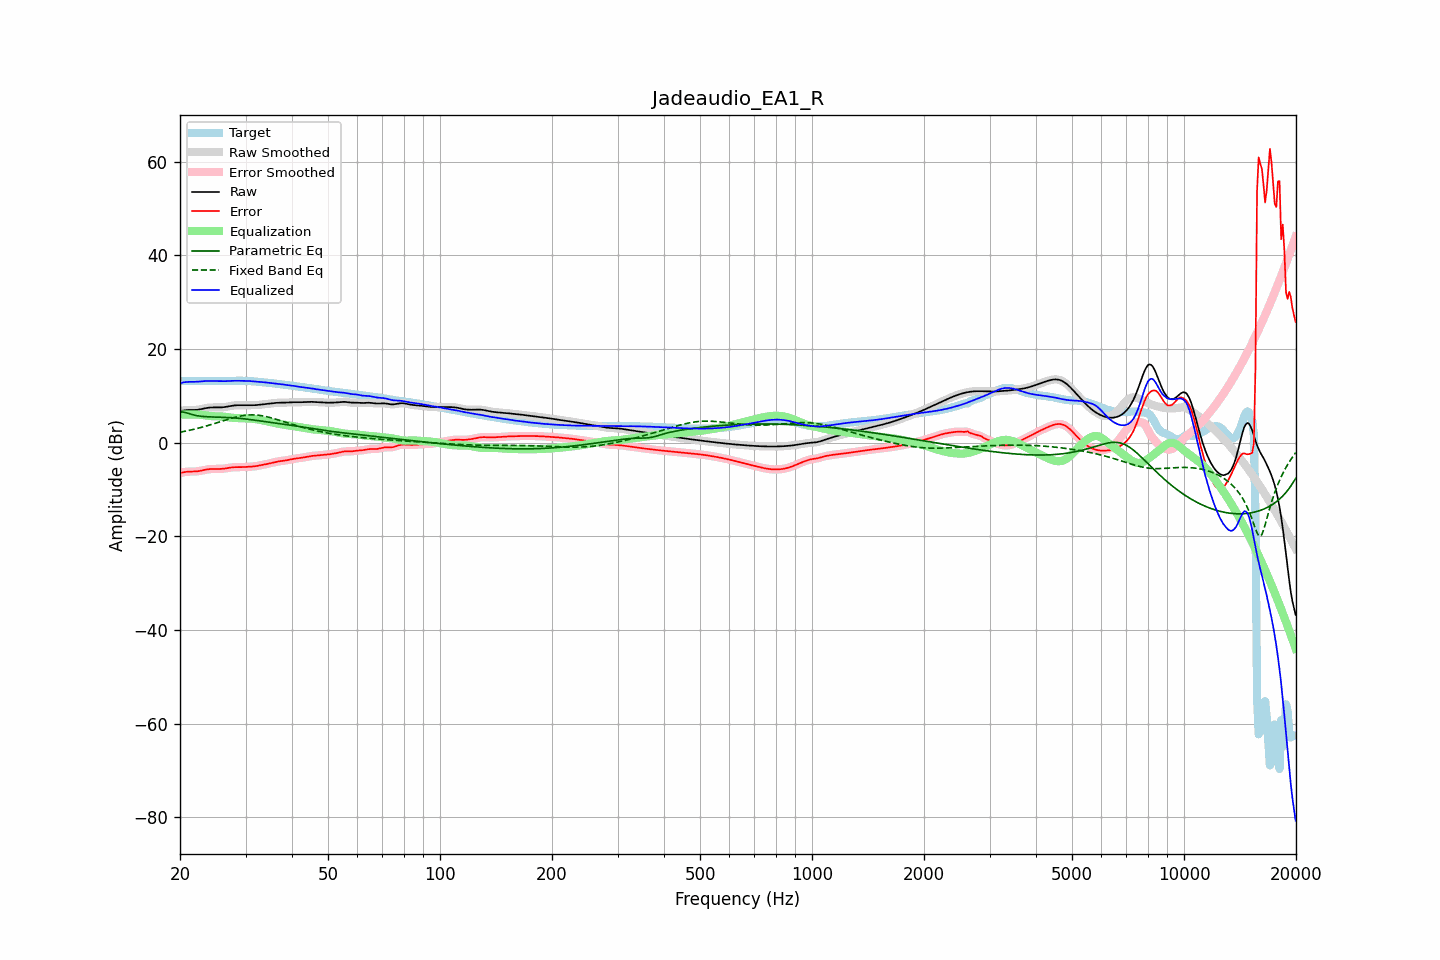 Jadeaudio_EA1_R
Target
Raw Smoothed
Error Smoothed
Raw
Error
Equalization
Parametric Eq
Fixed Band Eq
Equalized
Amplitude (dBr)
60
40
20
0
−20
−40
−60
−80
20 50 100 200 500 1000 2000 5000 10000 20000
Frequency (Hz)